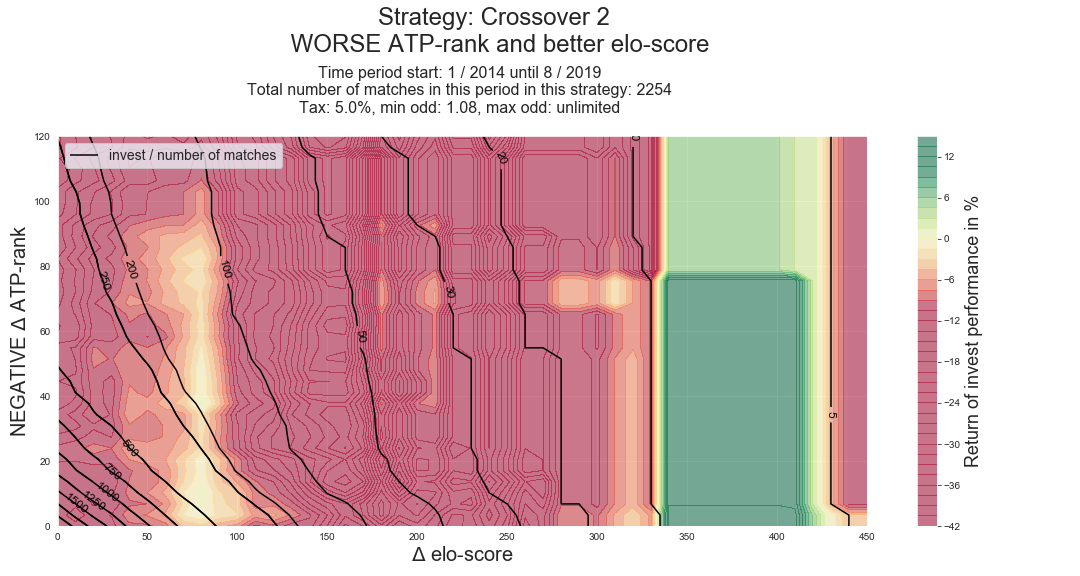 Strategy: Crossover 2
WORSE ATP-rank and better elo-score
Time period start: 1 / 2014 until 8 / 2019
Total number of matches in this period in this strategy: 2254
Tax: 5.0%, min odd: 1.08, max odd: unlimited
invest / number of matches
NEGATIVE Δ ATP-rank
120
100
80
60
40
20
0
0 50 100 150 200 250 300 350 400 450
Δ elo-score
250
200
100
50
30
20
5
500
750
1000
1250
1500
12
6
0
−6
−12
−18
−24
−30
−36
−42
Return of invest performance in %